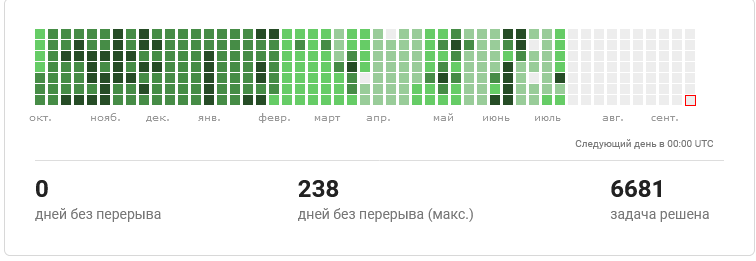 окт. нояб. дек. янв. февр. март апр. май июнь июль авг. сент.
Следующий день в 00:00 UTC
0 238 6681
дней без перерыва дней без перерыва (макс.) задача решена